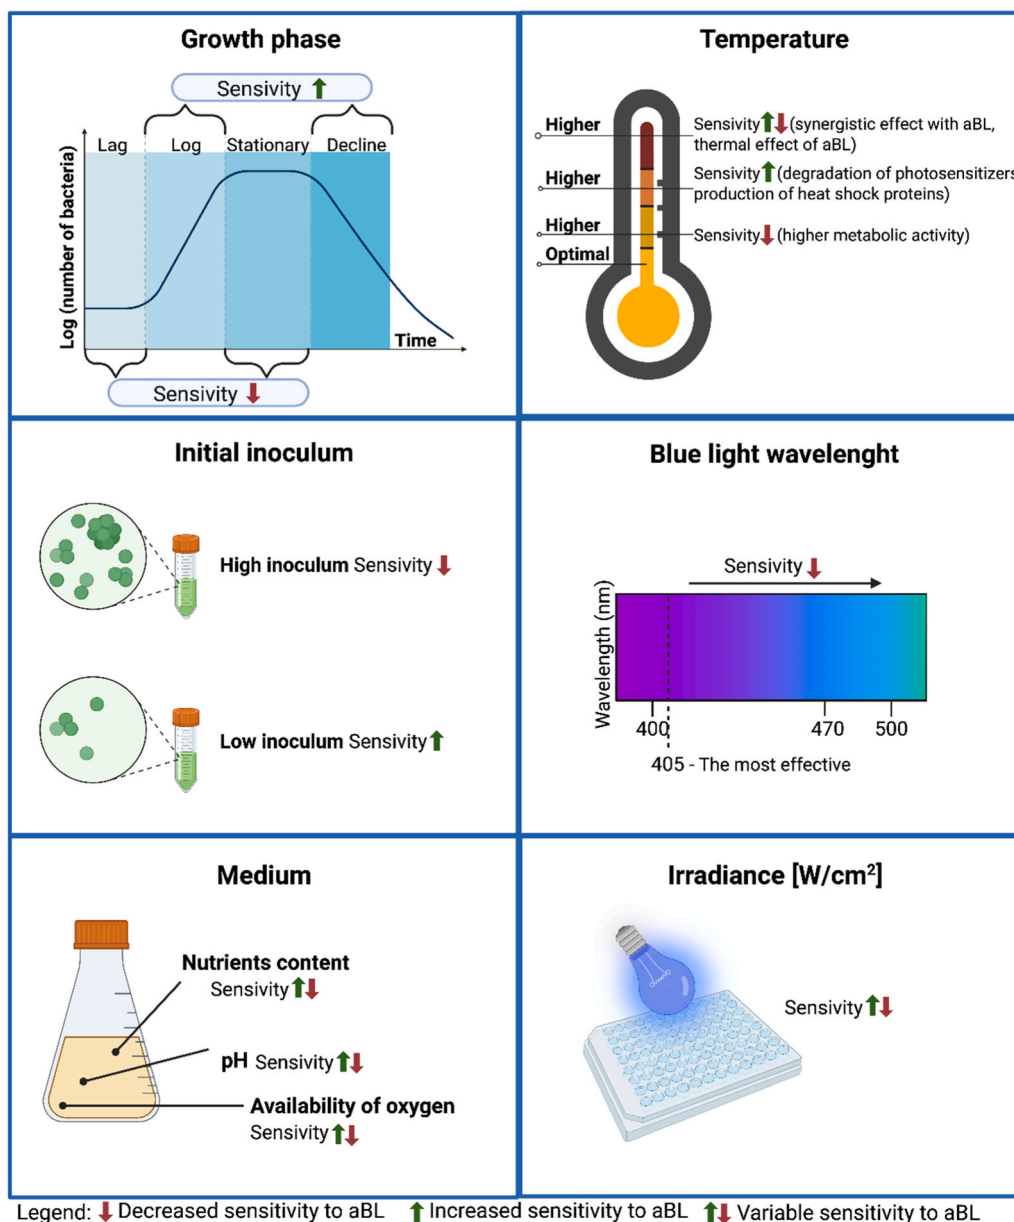 Growth phase
Sensivity
Lag
Log
Stationary
Decline
Log (number of bacteria)
Time
Sensivity
Temperature
Higher
Sensivity (synergistic effect with aBL,
thermal effect of aBL)
Higher
Sensivity (degradation of photosensitizers
production of heat shock proteins)
Higher
Sensivity (higher metabolic activity)
Optimal
Initial inoculum
High inoculum Sensivity
Low inoculum Sensivity
Blue light wavelenght
Sensivity
Wavelength (nm)
400
470
500
405 - The most effective
Medium
Nutrients content
Sensivity
pH Sensivity
Availability of oxygen
Sensivity
Irradiance [W/cm²]
Sensivity
Legend: Decreased sensitivity to aBL Increased sensitivity to aBL Variable sensitivity to aBL